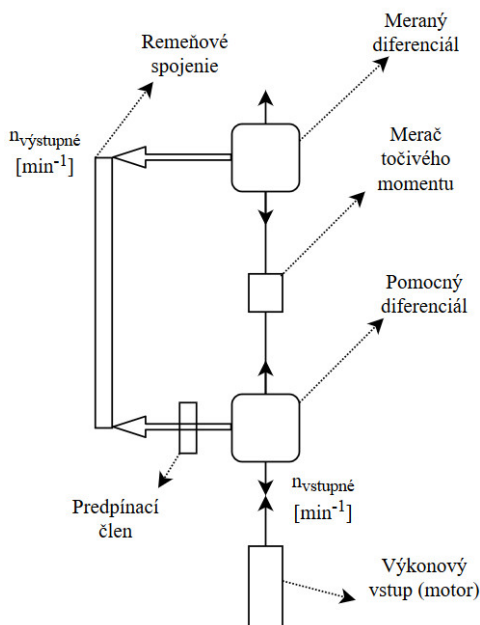 Remeňové
spojenie
Meraný
diferenciál
nvýstupné
[min-1]
Merač
točivého
momentu
Pomocný
diferenciál
Predpínací
člen
nvstupné
[min-1]
Výkonový
vstup (motor)